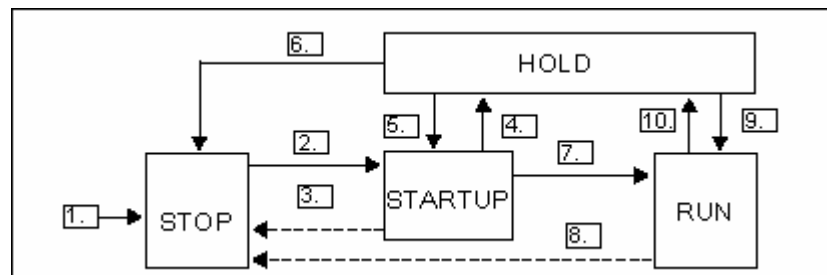 6.
HOLD
5.
4.
10.
9.
2.
7.
1.
STOP
3.
STARTUP
RUN
8.